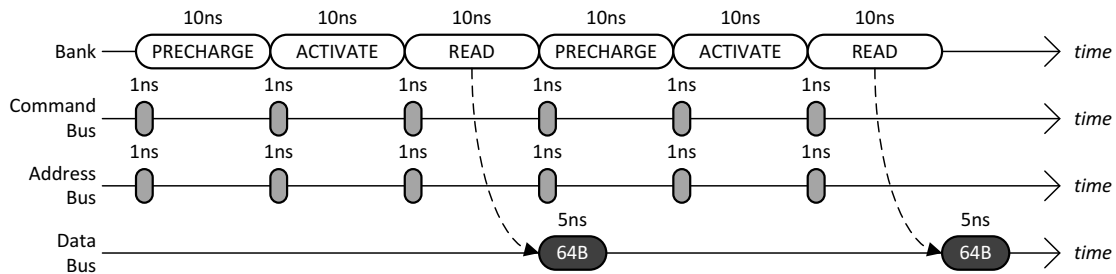 10ns 10ns 10ns 10ns 10ns 10ns
Bank PRECHARGE ACTIVATE READ PRECHARGE ACTIVATE READ time
1ns 1ns 1ns 1ns 1ns 1ns
Command
Bus time
1ns 1ns 1ns 1ns 1ns 1ns
Address
Bus time
5ns 5ns
Data
Bus 64B 64B time